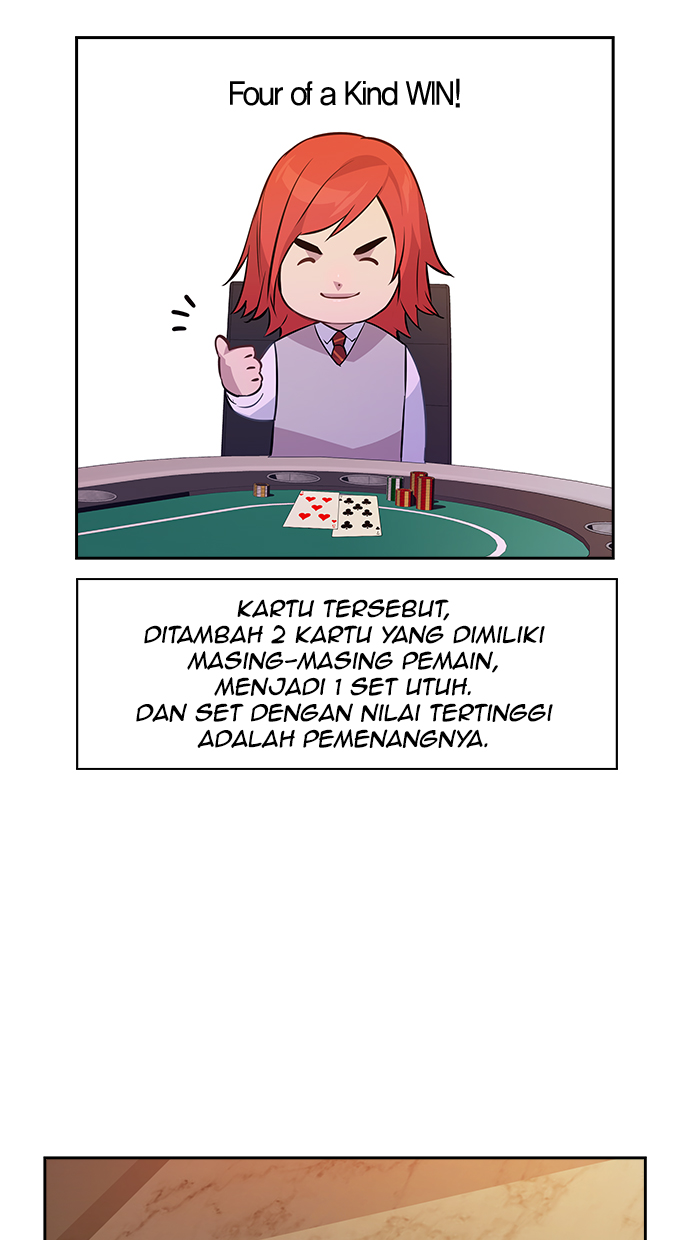 Four of a Kind WIN!
KARTU TERSEBUT,
DITAMBAH 2 KARTU YANG DIMILIKI
MASING-MASING PEMAIN,
MENJADI 1 SET UTUH.
DAN SET DENGAN NILAI TERTINGGI
ADALAH PEMENANGNYA.